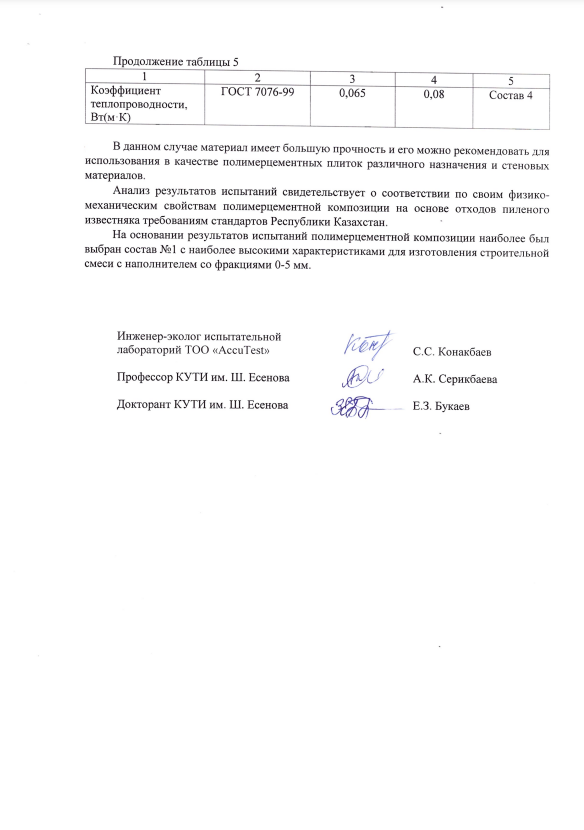 Продолжение таблицы 5
1 2 3 4 5
Коэффициент ГОСТ 7076-99 0,065 0,08 Состав 4
теплопроводности,
Вт(м·К)
В данном случае материал имеет большую прочность и его можно рекомендовать для
использования в качестве полимерцементных плиток различного назначения и стеновых
материалов.
Анализ результатов испытаний свидетельствует о соответствии по своим физико-
механическим свойствам полимерцементной композиции на основе отходов пиленого
известняка требованиям стандартов Республики Казахстан.
На основании результатов испытаний полимерцементной композиции наиболее был
выбран состав №1 с наиболее высокими характеристиками для изготовления строительной
смеси с наполнителем со фракциями 0-5 мм.
Инженер-эколог испытательной
лабораторий ТОО «AccuTest» С.С. Конакбаев
Профессор КУТИ им. Ш. Есенова А.К. Серикбаева
Докторант КУТИ им. Ш. Есенова Е.З. Букаев